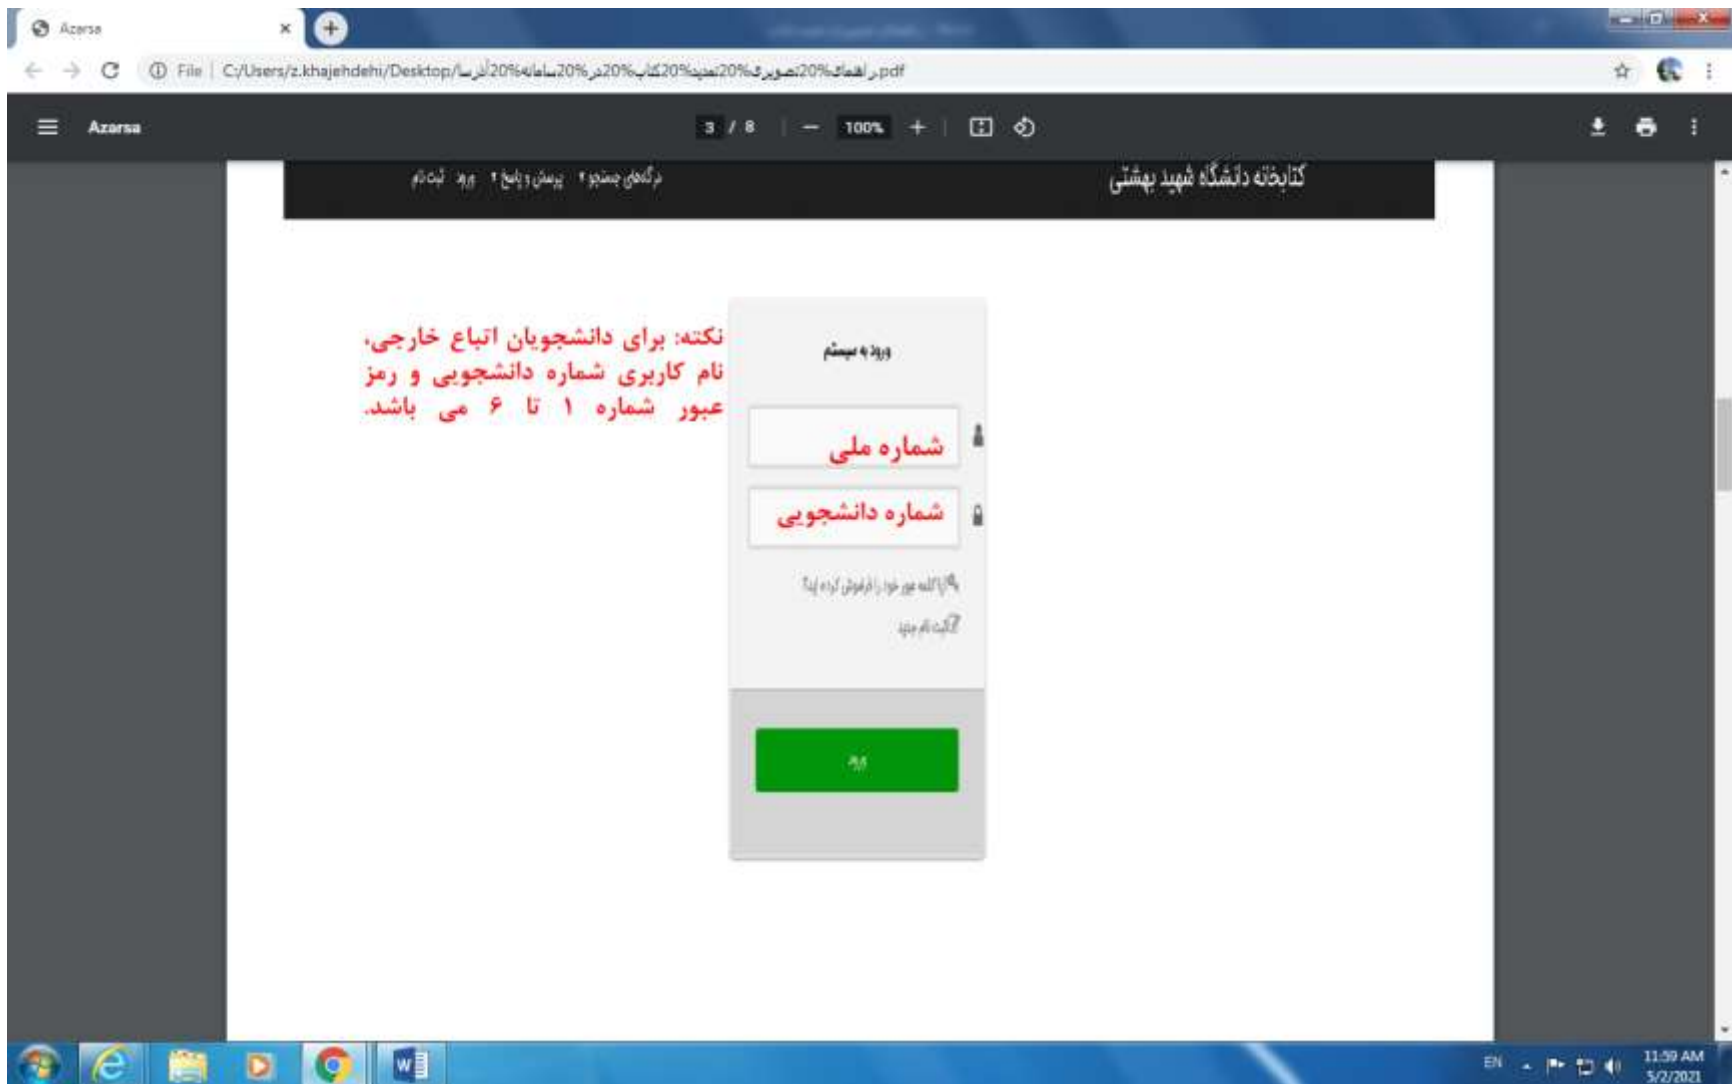 Azarsa
File | C:/Users/z.khajehdehi/Desktop/راهنمای%20تصویری%20تمدید%20کتاب%20در%20سامانه%20آذرسا.pdf
Azarsa
3 / 8
100%
کتابخانه دانشگاه شهید بهشتی
درگاه‌های جستجو پرسش و پاسخ ورود ثبت نام
ورود به سیستم
نکته: برای دانشجویان اتباع خارجی،
نام کاربری شماره دانشجویی و رمز
عبور شماره ۱ تا ۶ می باشد.
شماره ملی
شماره دانشجویی
آیا کلمه عبور خود را فراموش کرده اید؟
ثبت نام جدید
ورود
EN
11:59 AM
5/2/2021